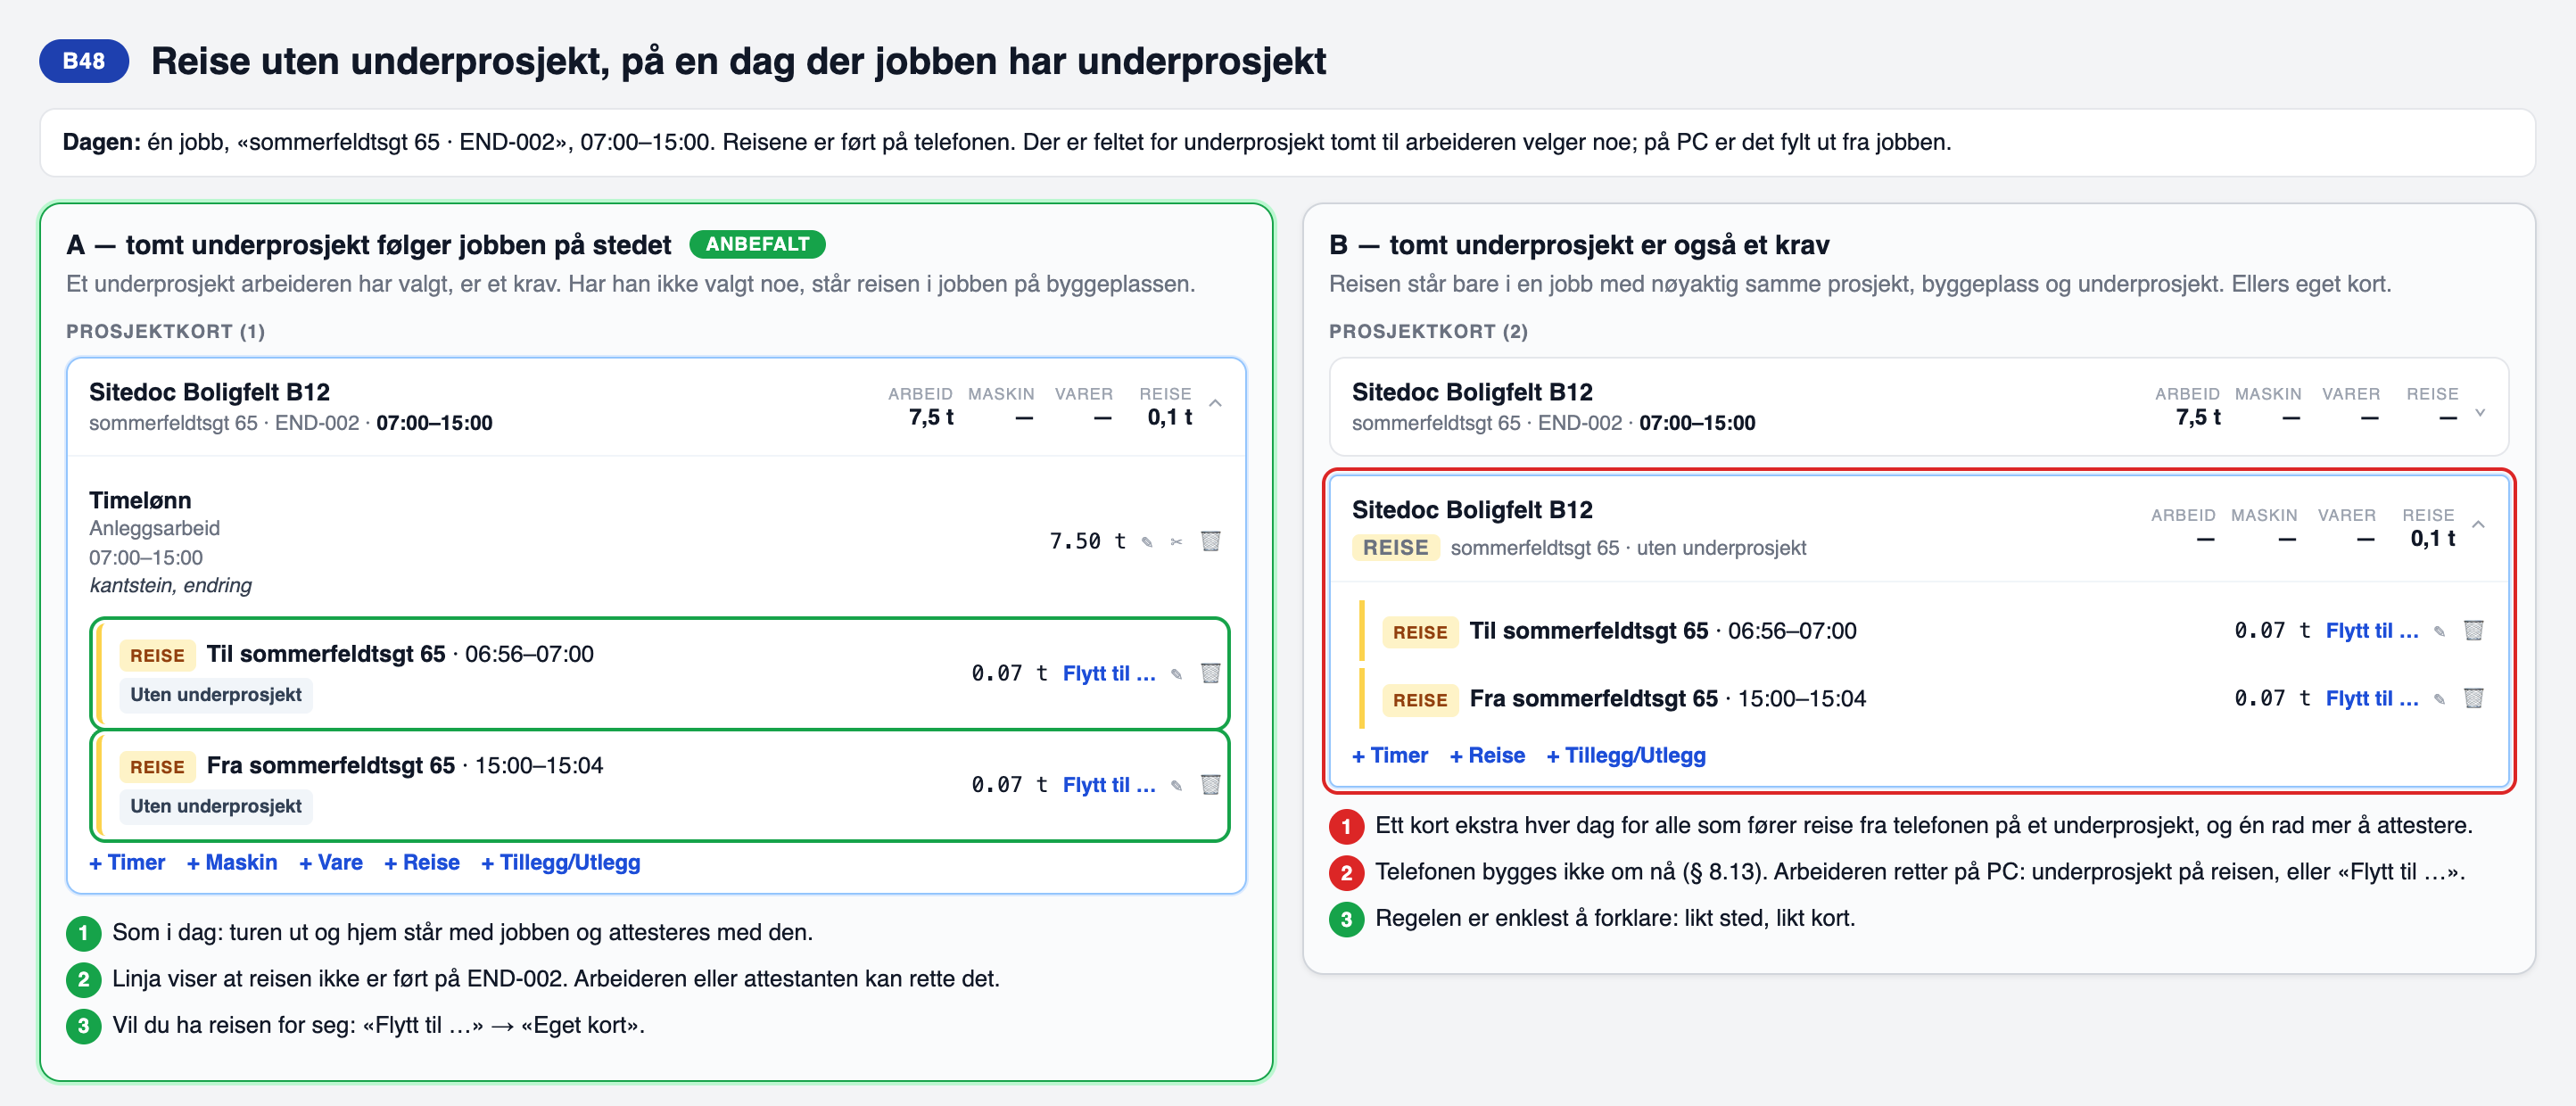 B48 Reise uten underprosjekt, på en dag der jobben har underprosjekt
Dagen: én jobb, «sommerfeldtsgt 65 · END-002», 07:00–15:00. Reisene er ført på telefonen. Der er feltet for underprosjekt tomt til arbeideren velger noe; på PC er det fylt ut fra jobben.
A — tomt underprosjekt følger jobben på stedet ANBEFALT
Et underprosjekt arbeideren har valgt, er et krav. Har han ikke valgt noe, står reisen i jobben på byggeplassen.
PROSJEKTKORT (1)
Sitedoc Boligfelt B12
sommerfeldtsgt 65 · END-002 · 07:00–15:00
ARBEID MASKIN VARER REISE
7,5 t — — 0,1 t
Timelønn
Anleggsarbeid
07:00–15:00
kantstein, endring
7.50 t
REISE Til sommerfeldtsgt 65 · 06:56–07:00
Uten underprosjekt
0.07 t Flytt til …
REISE Fra sommerfeldtsgt 65 · 15:00–15:04
Uten underprosjekt
0.07 t Flytt til …
+ Timer + Maskin + Vare + Reise + Tillegg/Utlegg
1 Som i dag: turen ut og hjem står med jobben og attesteres med den.
2 Linja viser at reisen ikke er ført på END-002. Arbeideren eller attestanten kan rette det.
3 Vil du ha reisen for seg: «Flytt til …» → «Eget kort».
B — tomt underprosjekt er også et krav
Reisen står bare i en jobb med nøyaktig samme prosjekt, byggeplass og underprosjekt. Ellers eget kort.
PROSJEKTKORT (2)
Sitedoc Boligfelt B12
sommerfeldtsgt 65 · END-002 · 07:00–15:00
ARBEID MASKIN VARER REISE
7,5 t — — —
Sitedoc Boligfelt B12
REISE sommerfeldtsgt 65 · uten underprosjekt
ARBEID MASKIN VARER REISE
— — — 0,1 t
REISE Til sommerfeldtsgt 65 · 06:56–07:00
0.07 t Flytt til …
REISE Fra sommerfeldtsgt 65 · 15:00–15:04
0.07 t Flytt til …
+ Timer + Reise + Tillegg/Utlegg
1 Ett kort ekstra hver dag for alle som fører reise fra telefonen på et underprosjekt, og én rad mer å attestere.
2 Telefonen bygges ikke om nå (§ 8.13). Arbeideren retter på PC: underprosjekt på reisen, eller «Flytt til …».
3 Regelen er enklest å forklare: likt sted, likt kort.